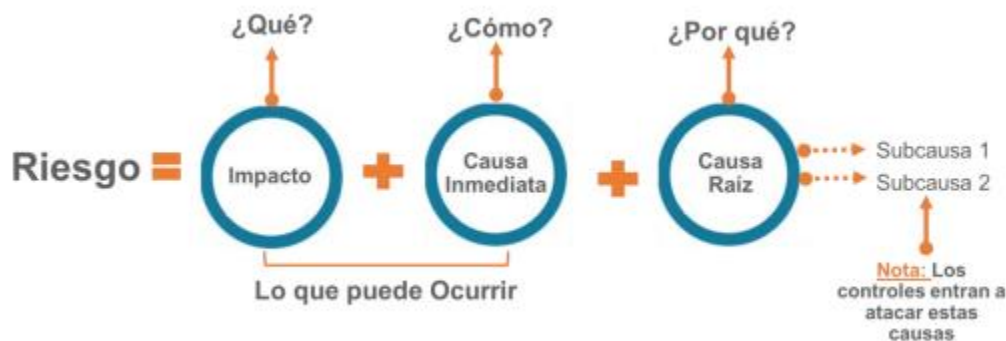 ¿Qué?
¿Cómo?
¿Por qué?
Riesgo =
Impacto
+
Causa
Inmediata
+
Causa
Raíz
Subcausa 1
Subcausa 2
Lo que puede Ocurrir
Nota: Los
controles entran a
atacar estas
causas